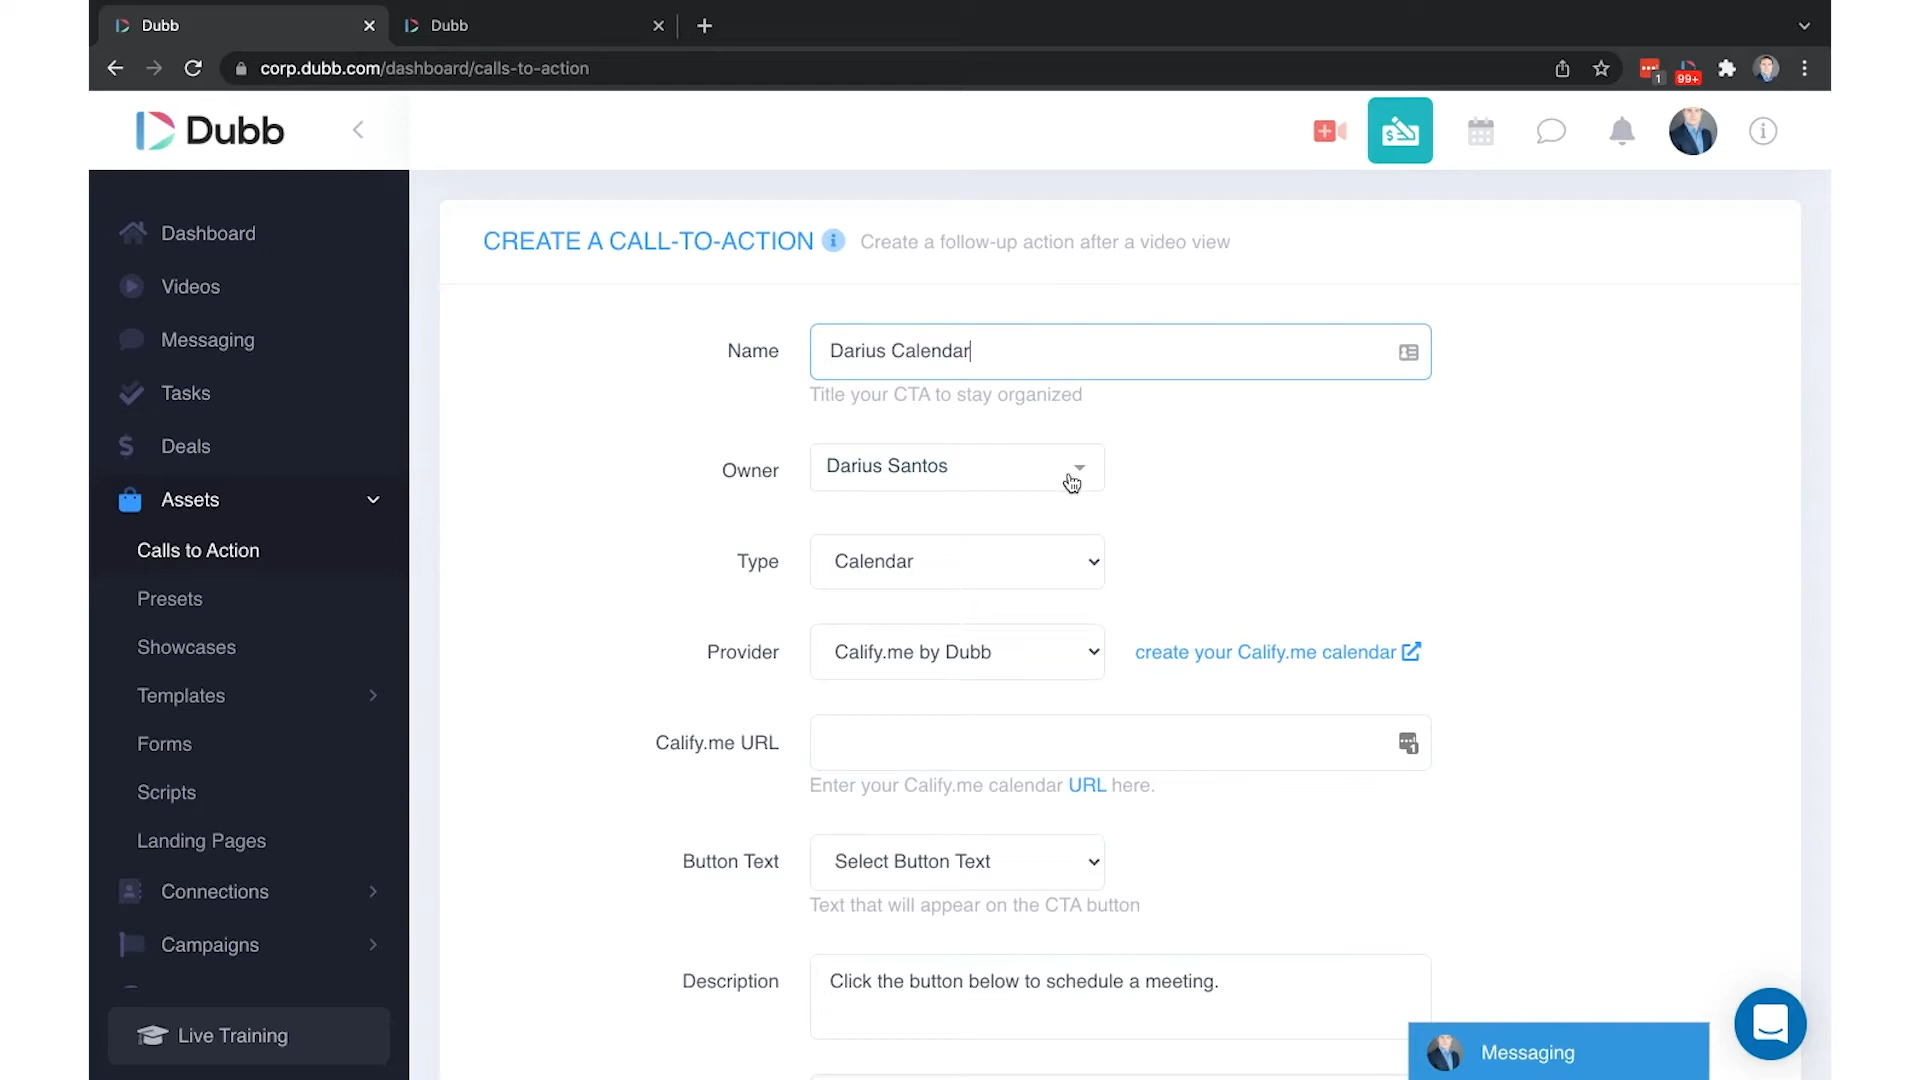 Dubb
Dubb
corp.dubb.com/dashboard/calls-to-action
1
99+
Dubb
Dashboard
Videos
Messaging
Tasks
Deals
Assets
Calls to Action
Presets
Showcases
Templates
Forms
Scripts
Landing Pages
Connections
Campaigns
Live Training
CREATE A CALL-TO-ACTION Create a follow-up action after a video view
Name Darius Calendar
Title your CTA to stay organized
Owner Darius Santos
Type Calendar
Provider Calify.me by Dubb create your Calify.me calendar
Calify.me URL
Enter your Calify.me calendar URL here.
Button Text Select Button Text
Text that will appear on the CTA button
Description Click the button below to schedule a meeting.
Messaging